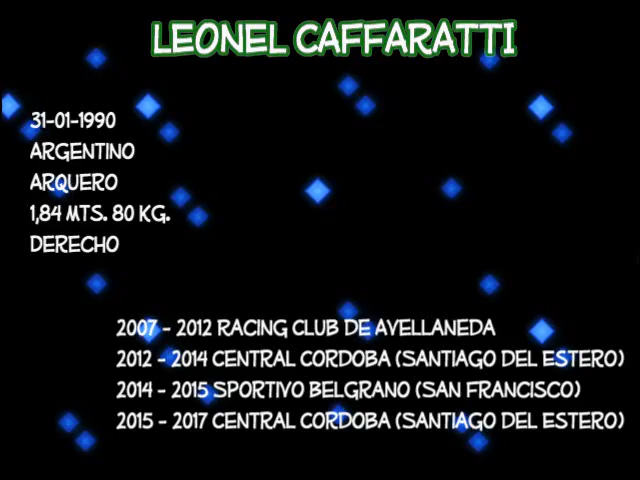 LEONEL CAFFARATTI
31-01-1990
ARGENTINO
ARQUERO
1,84 MTS. 80 KG.
DERECHO
2007 - 2012 RACING CLUB DE AVELLANEDA
2012 - 2014 CENTRAL CORDOBA (SANTIAGO DEL ESTERO)
2014 - 2015 SPORTIVO BELGRANO (SAN FRANCISCO)
2015 - 2017 CENTRAL CORDOBA (SANTIAGO DEL ESTERO)